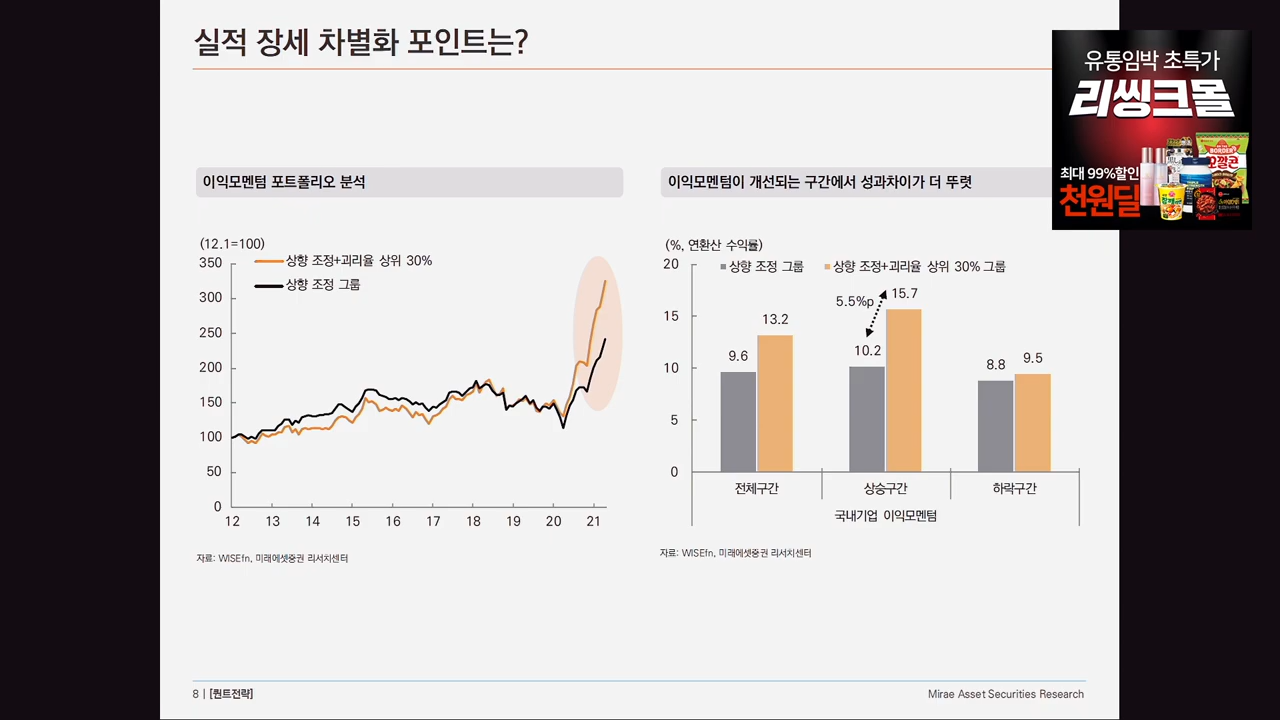 실적 장세 차별화 포인트는?
유통임박 초특가
리씽크몰
최대 99%할인
천원딜
이익모멘텀 포트폴리오 분석
(12.1=100)
상향 조정+괴리율 상위 30%
상향 조정 그룹
350
300
250
200
150
100
50
0
12 13 14 15 16 17 18 19 20 21
자료: WISEfn, 미래에셋증권 리서치센터
이익모멘텀이 개선되는 구간에서 성과차이가 더 뚜렷
(%, 연환산 수익률)
상향 조정 그룹 상향 조정+괴리율 상위 30% 그룹
20
15
10
5
0
9.6
13.2
5.5%p
10.2
15.7
8.8
9.5
전체구간 상승구간 하락구간
국내기업 이익모멘텀
자료: WISEfn, 미래에셋증권 리서치센터
8 | [퀀트전략]
Mirae Asset Securities Research